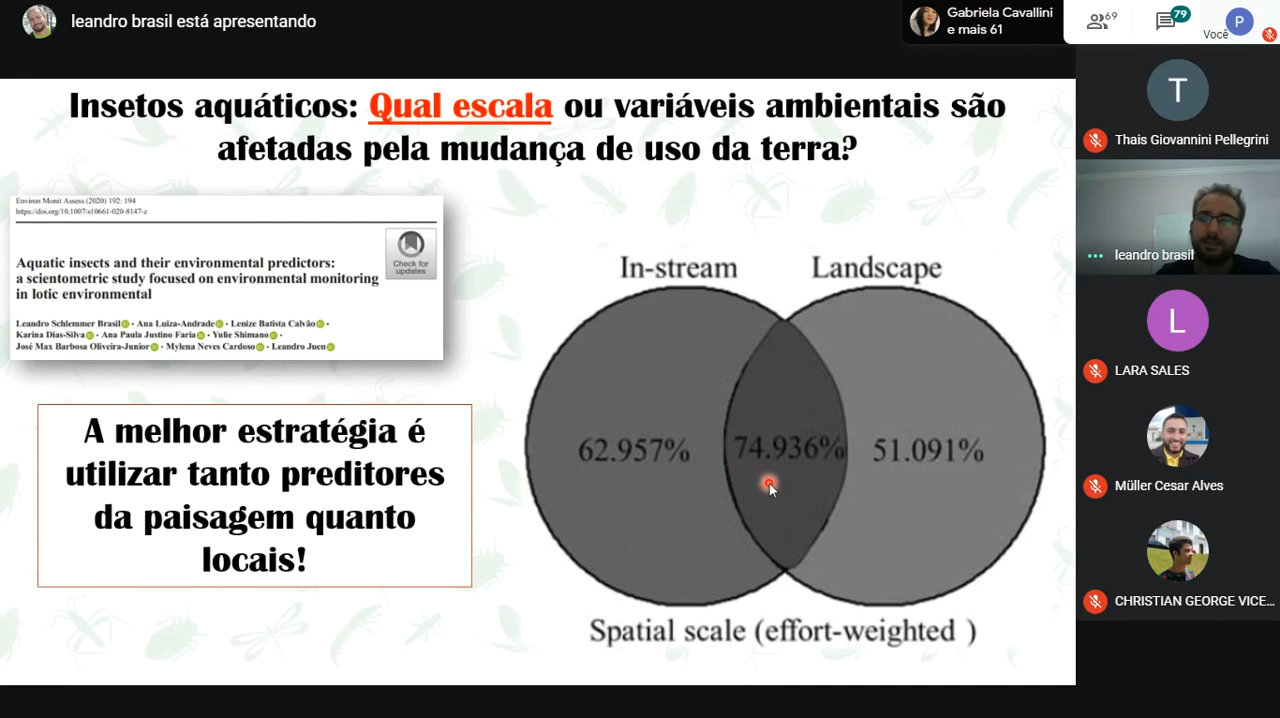 leandro brasil está apresentando
Gabriela Cavallini
e mais 61
69
79
P
Você
Insetos aquáticos: Qual escala ou variáveis ambientais são
afetadas pela mudança de uso da terra?
Environ Monit Assess (2020) 192: 194
https://doi.org/10.1007/s10661-020-8147-z
Check for
updates
Aquatic insects and their environmental predictors:
a scientometric study focused on environmental monitoring
in lotic environmental
Leandro Schlemmer Brasil · Ana Luiza-Andrade · Lenize Batista Calvão ·
Karina Dias-Silva · Ana Paula Justino Faria · Yulie Shimano ·
José Max Barbosa Oliveira-Junior · Mylena Neves Cardoso · Leandro Juen
A melhor estratégia é
utilizar tanto preditores
da paisagem quanto
locais!
In-stream
Landscape
62.957%
74.936%
51.091%
Spatial scale (effort-weighted )
T
Thais Giovannini Pellegrini
leandro brasil
L
LARA SALES
Müller Cesar Alves
CHRISTIAN GEORGE VICE...